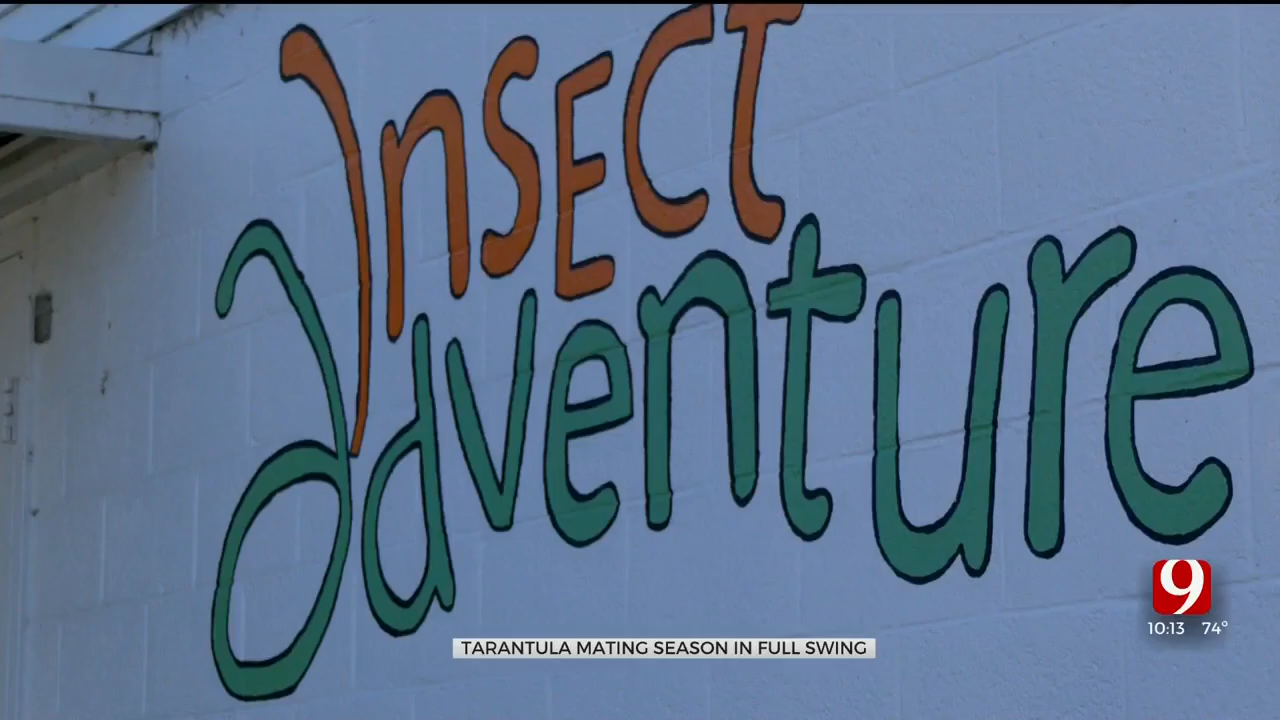 Insect
adventure
9
10:13 74°
TARANTULA MATING SEASON IN FULL SWING